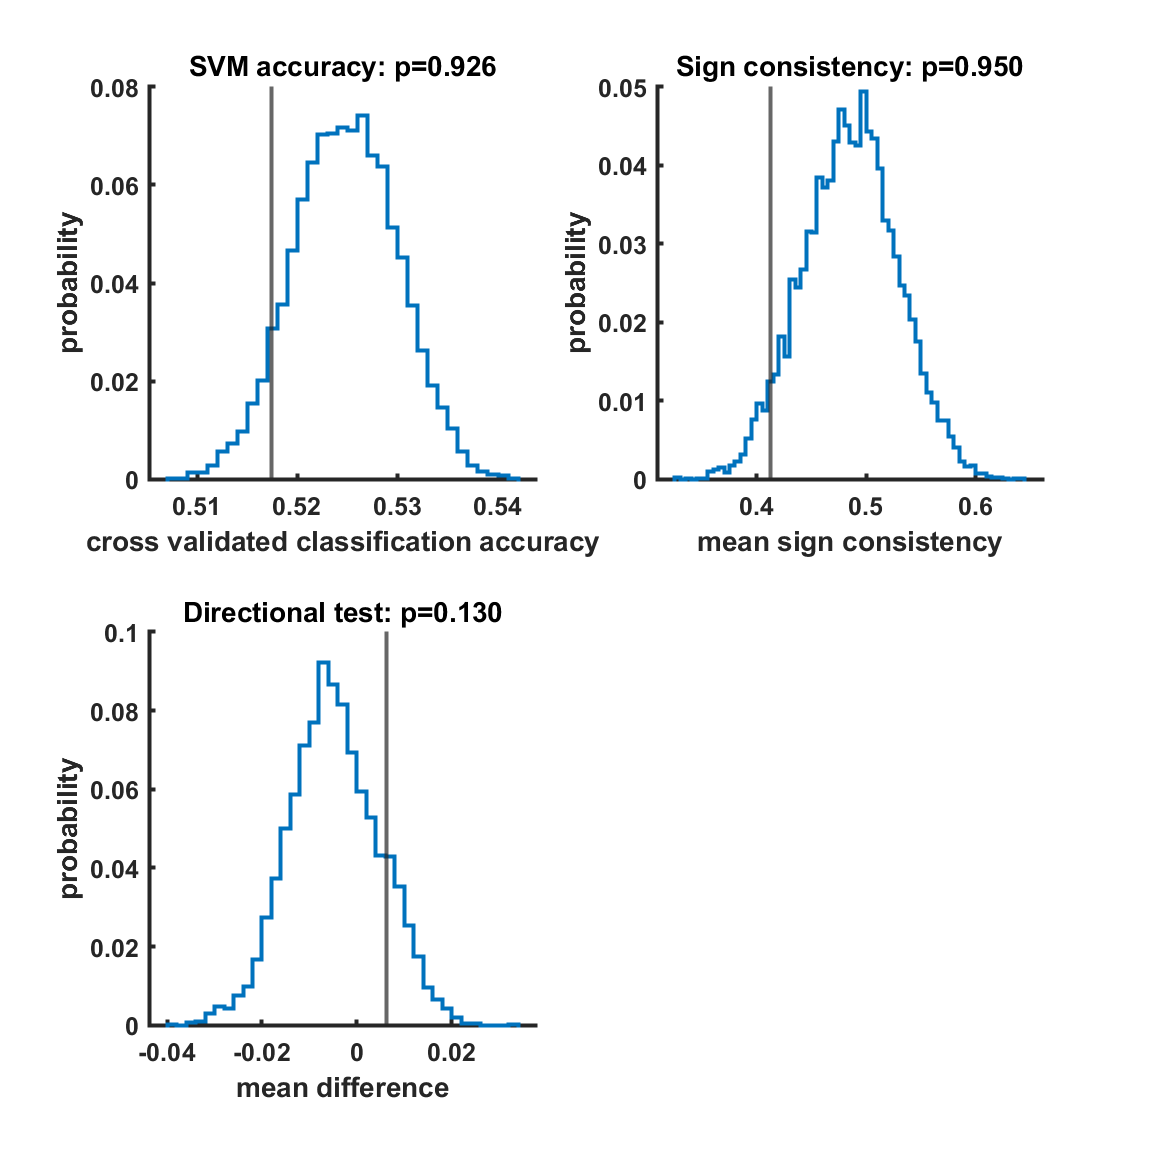 SVM accuracy: p=0.926
0.08
0.06
0.04
0.02
0
probability
0.51 0.52 0.53 0.54
cross validated classification accuracy
Sign consistency: p=0.950
0.05
0.04
0.03
0.02
0.01
0
probability
0.4 0.5 0.6
mean sign consistency
Directional test: p=0.130
0.1
0.08
0.06
0.04
0.02
0
probability
-0.04 -0.02 0 0.02
mean difference